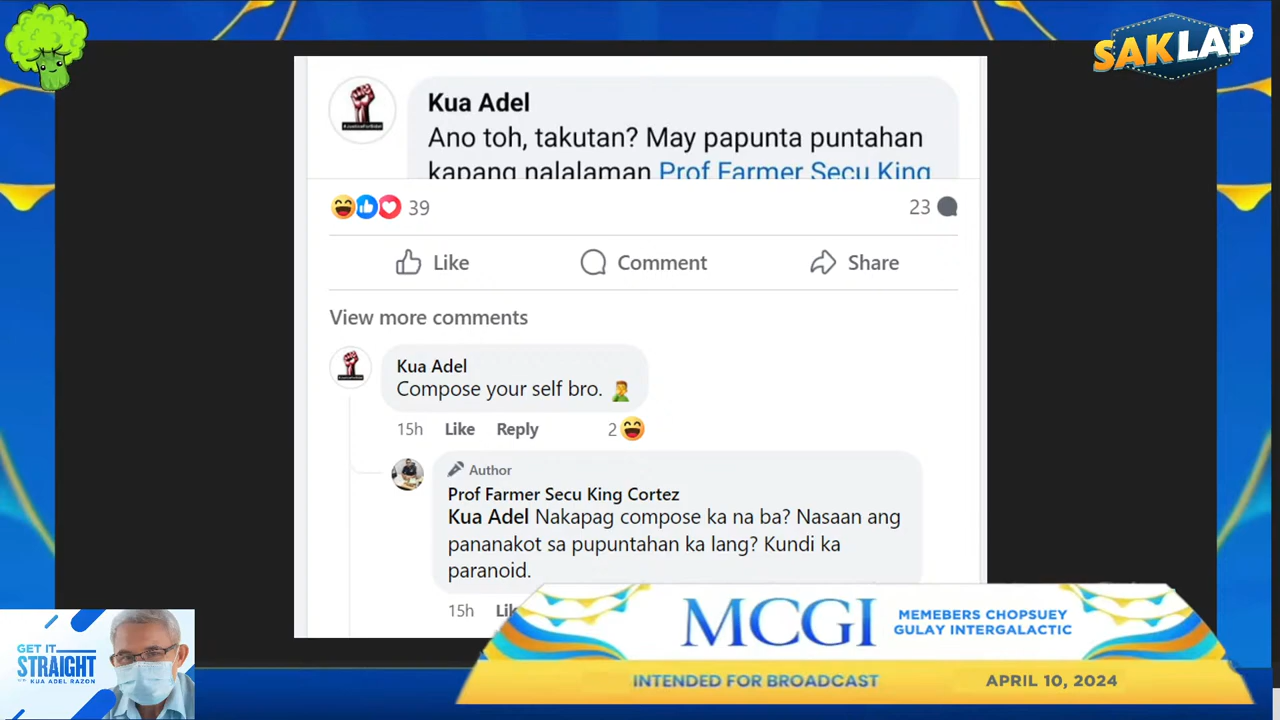 SAKLAP
Kua Adel
Ano toh, takutan? May papunta puntahan
kapang nalalaman Prof Farmer Secu King
39
23
Like
Comment
Share
View more comments
Kua Adel
Compose your self bro.
15h Like Reply 2
Author
Prof Farmer Secu King Cortez
Kua Adel Nakapag compose ka na ba? Nasaan ang
pananakot sa pupuntahan ka lang? Kundi ka
paranoid.
15h Lik
GET IT
STRAIGHT
KUA ADEL RAZON
MCGI
MEMEBERS CHOPSUEY
GULAY INTERGALACTIC
INTENDED FOR BROADCAST
APRIL 10, 2024